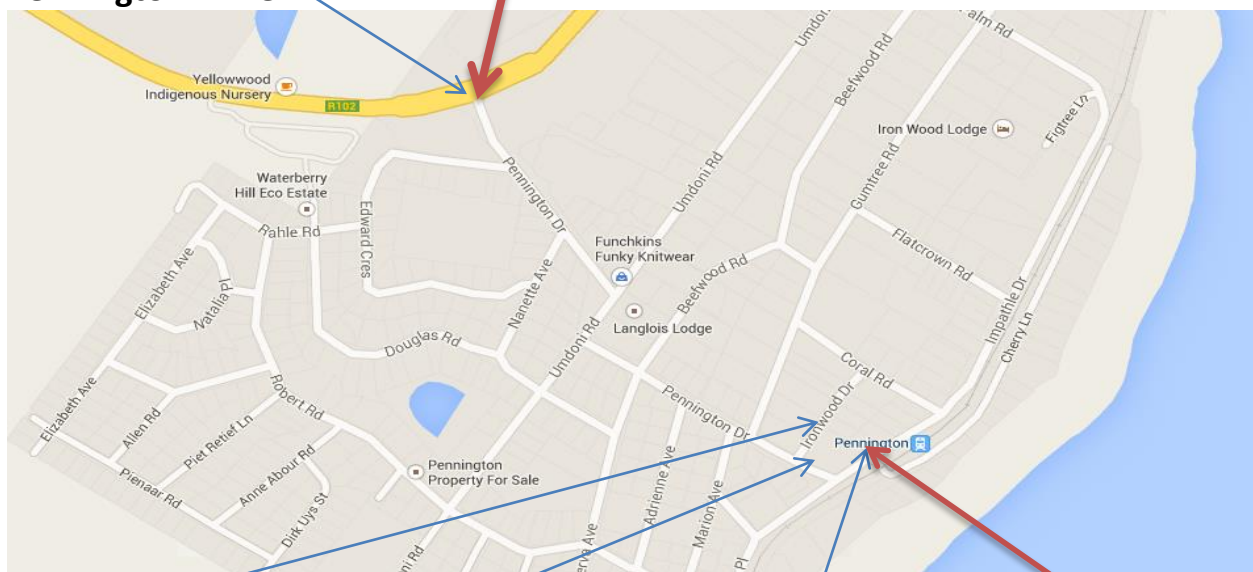 Palm Rd
Umdoni
Beefwood Rd
Yellowwood
Indigenous Nursery
R102
Figtree Ln
Iron Wood Lodge
Umdoni Rd
Gumtree Rd
Pennington Dr
Waterberry
Hill Eco Estate
Rahle Rd
Edward Cres
Funchkins
Funky Knitwear
Flatcrown Rd
Elizabeth Ave
Natalia Pl
Nanette Ave
Beefwood Rd
Impathle Dr
Cherry Ln
Langlois Lodge
Douglas Rd
Umdoni Rd
Coral Rd
Elizabeth Ave
Allen Rd
Robert Rd
Pennington Dr
Ironwood Dr
Piet Retief Ln
Pennington
Anne Abour Rd
Pennington
Property For Sale
Adrienne Ave
Marion Ave
Pienaar Rd
Dirk Uys St
Rd
Ave
Pl